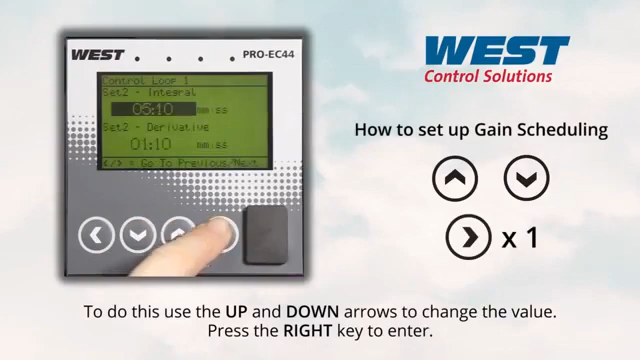 WEST
PRO-EC44
Control Loop 1
Set2 - Integral
05:10 mm:ss
Set2 - Derivative
01:10 mm:ss
</> = Go To Previous/Next
WEST
Control Solutions
How to set up Gain Scheduling
x 1
To do this use the UP and DOWN arrows to change the value.
Press the RIGHT key to enter.